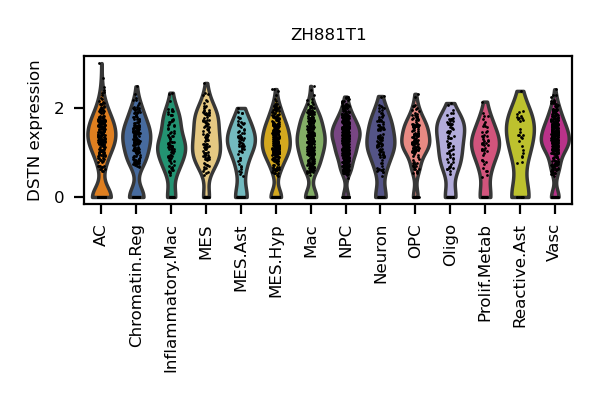 ZH881T1
DSTN expression
2
0
AC
Chromatin.Reg
Inflammatory.Mac
MES
MES.Ast
MES.Hyp
Mac
NPC
Neuron
OPC
Oligo
Prolif.Metab
Reactive.Ast
Vasc